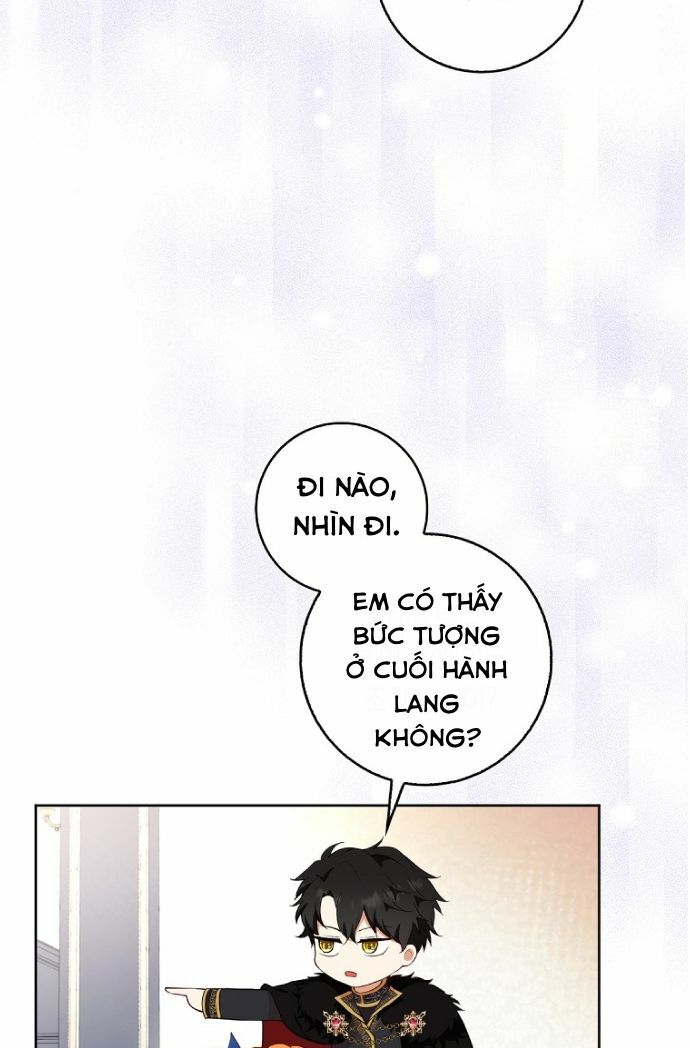 ĐI NÀO,
NHÌN ĐI.
EM CÓ THẤY
BỨC TƯỢNG
Ở CUỐI HÀNH
LANG
KHÔNG?